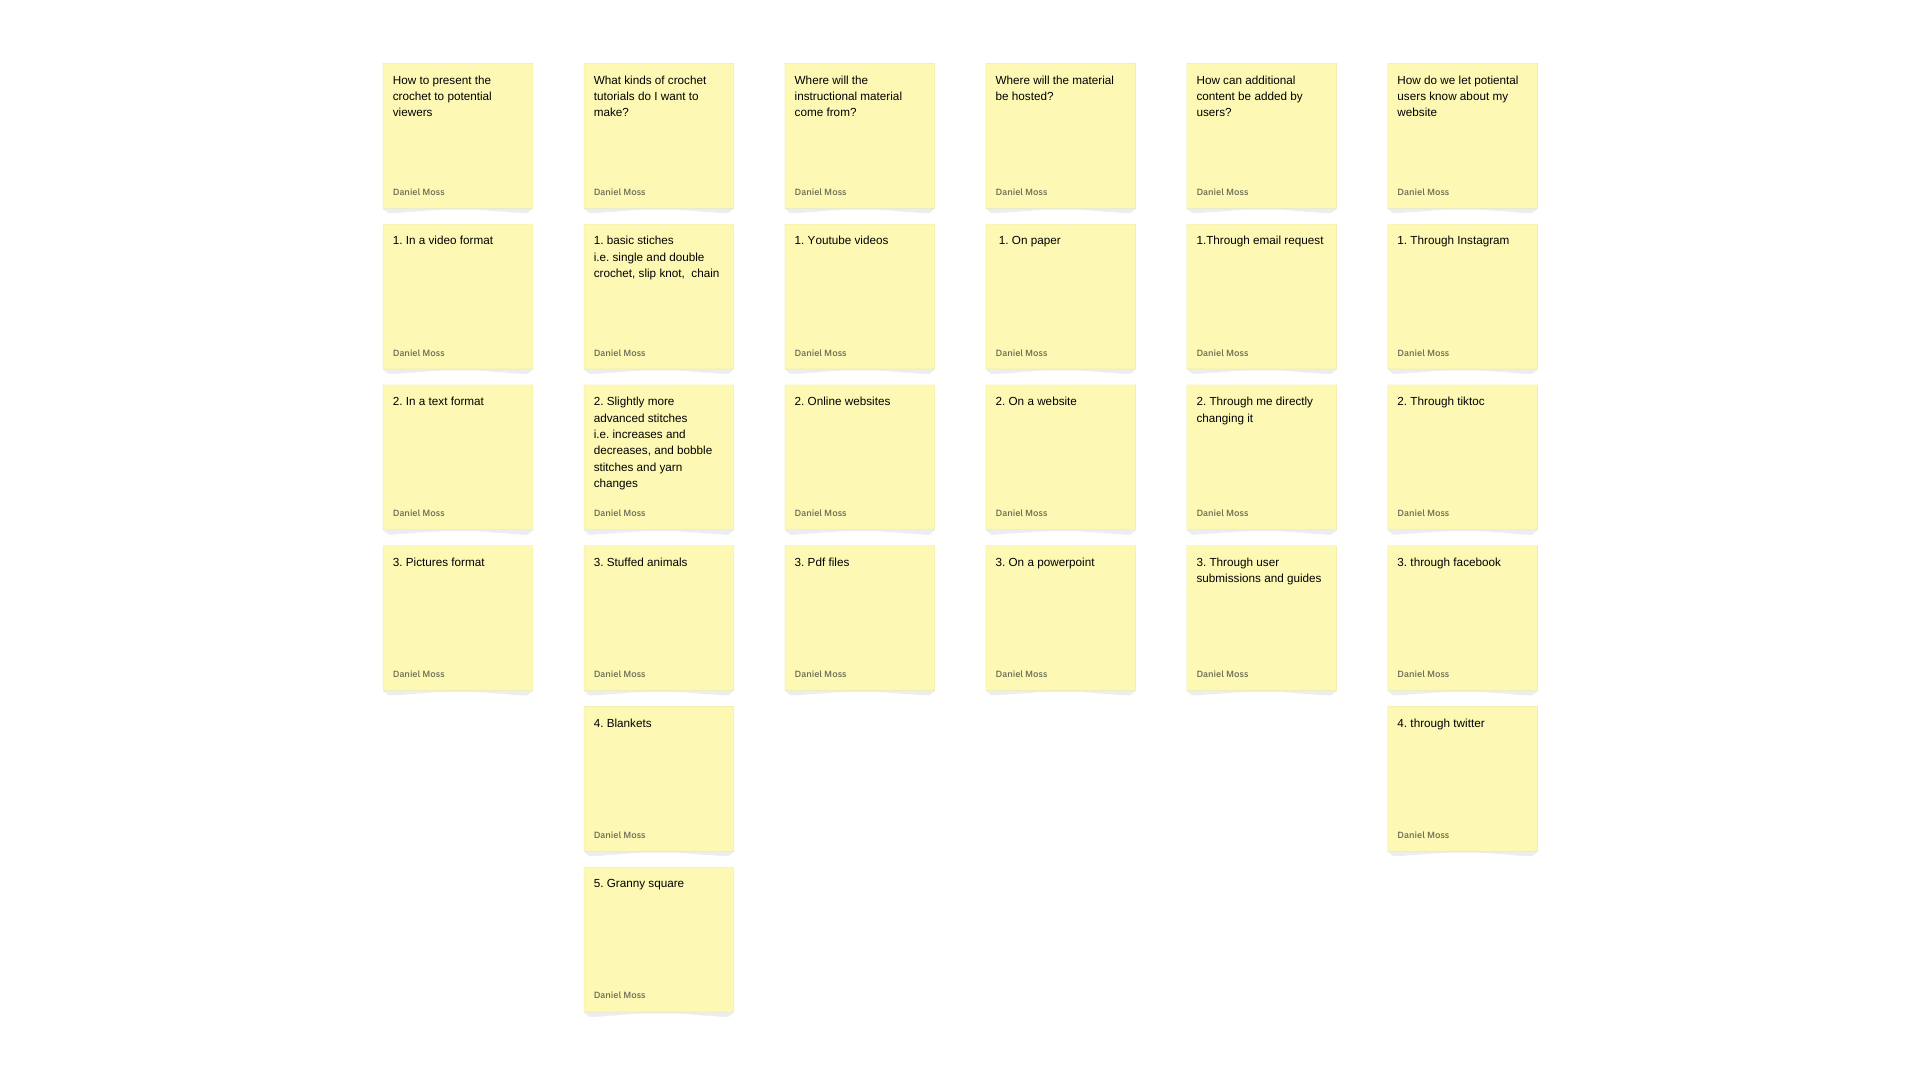 How to present the
crochet to potential
viewers
Daniel Moss
1. In a video format
Daniel Moss
2. In a text format
Daniel Moss
3. Pictures format
Daniel Moss
What kinds of crochet
tutorials do I want to
make?
Daniel Moss
1. basic stiches
i.e. single and double
crochet, slip knot,  chain
Daniel Moss
2. Slightly more
advanced stitches
i.e. increases and
decreases, and bobble
stitches and yarn
changes
Daniel Moss
3. Stuffed animals
Daniel Moss
4. Blankets
Daniel Moss
5. Granny square
Daniel Moss
Where will the
instructional material
come from?
Daniel Moss
1. Youtube videos
Daniel Moss
2. Online websites
Daniel Moss
3. Pdf files
Daniel Moss
Where will the material
be hosted?
Daniel Moss
1. On paper
Daniel Moss
2. On a website
Daniel Moss
3. On a powerpoint
Daniel Moss
How can additional
content be added by
users?
Daniel Moss
1.Through email request
Daniel Moss
2. Through me directly
changing it
Daniel Moss
3. Through user
submissions and guides
Daniel Moss
How do we let potiental
users know about my
website
Daniel Moss
1. Through Instagram
Daniel Moss
2. Through tiktoc
Daniel Moss
3. through facebook
Daniel Moss
4. through twitter
Daniel Moss